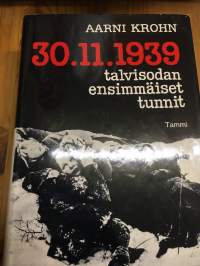 AARNI KROHN
30.11.1939
talvisodan
ensimmäiset
tunnit
Tammi